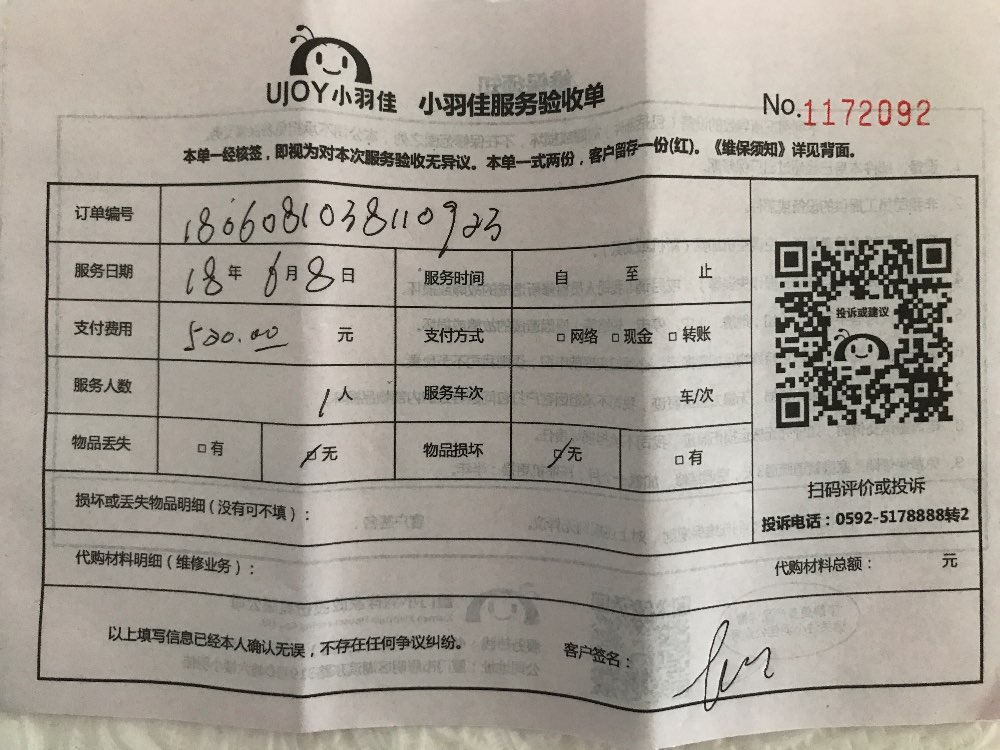 UJOY小羽佳 小羽佳服务验收单 No.1172092
本单一经核签，即视为对本次服务验收无异议。本单一式两份，客户留存一份(红)。《维保须知》详见背面。
订单编号 1806081038110923
服务日期 18年 6月 8日 服务时间 自 至 止
投诉或建议
支付费用 520.00 元 支付方式 □网络 □现金 □转账
服务人数 1人 服务车次 车/次
物品丢失 □有 ☑无 物品损坏 ☑无 □有
扫码评价或投诉
损坏或丢失物品明细（没有可不填）：
投诉电话：0592-5178888转2
代购材料明细（维修业务）： 代购材料总额： 元
以上填写信息已经本人确认无误，不存在任何争议纠纷。 客户签名：